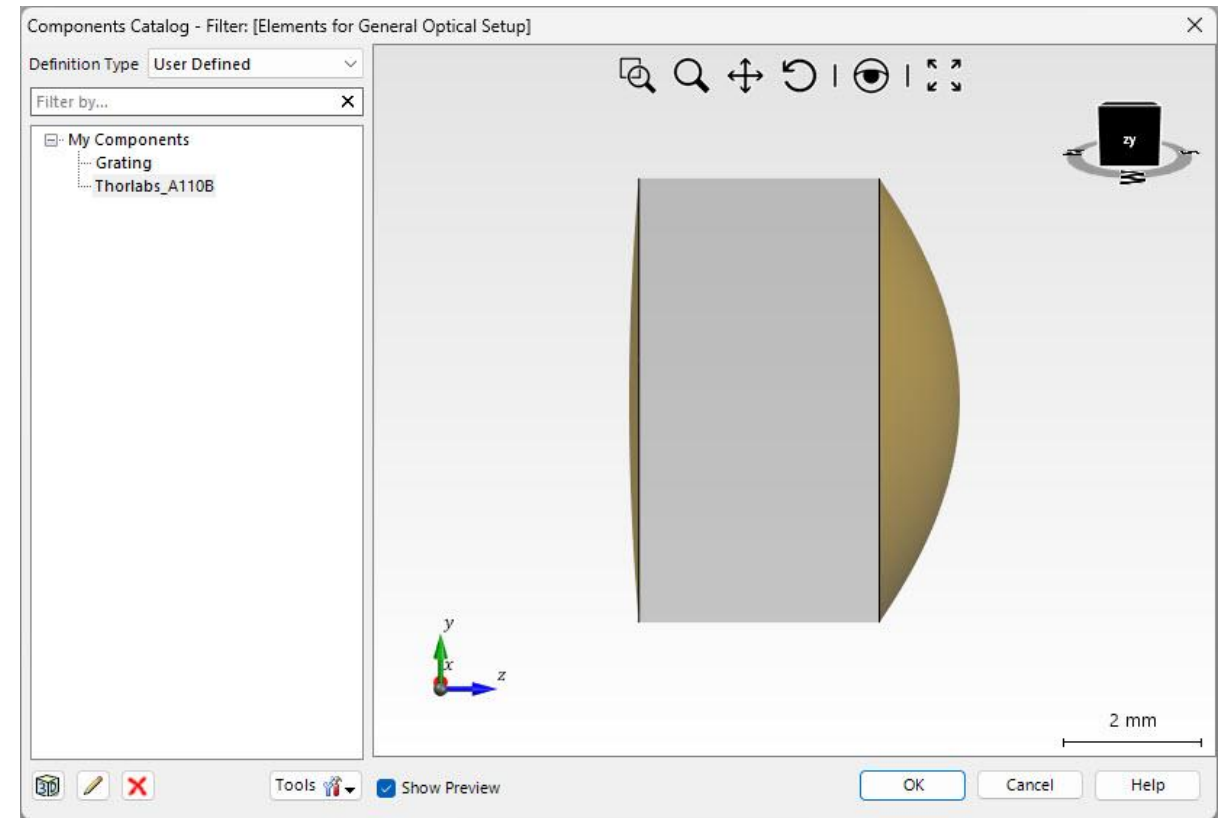 Components Catalog - Filter: [Elements for General Optical Setup]
Definition Type User Defined
Filter by...
My Components
Grating
Thorlabs_A110B
zy
y
x
z
2 mm
3D
Tools
Show Preview
OK Cancel Help